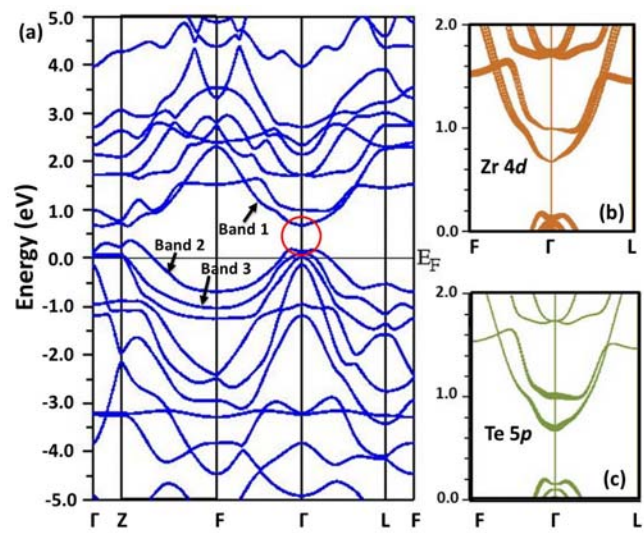 (a)
Energy (eV)
5.0
4.0
3.0
2.0
1.0
0.0
-1.0
-2.0
-3.0
-4.0
-5.0
Band 1
Band 2
Band 3
E_F
Γ Z F Γ L F
2.0
1.0
0.0
Zr 4d
(b)
F Γ L
2.0
1.0
0.0
Te 5p
(c)
F Γ L